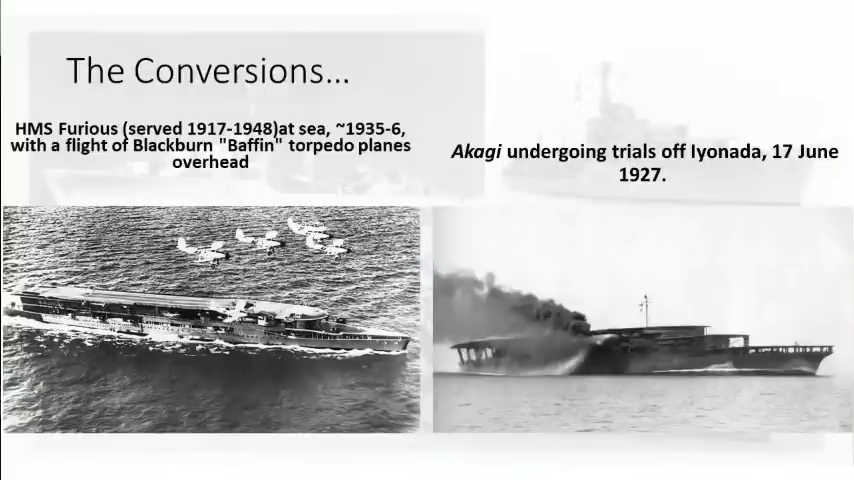 The Conversions...
HMS Furious (served 1917-1948)at sea, ~1935-6,
with a flight of Blackburn "Baffin" torpedo planes
overhead
Akagi undergoing trials off Iyonada, 17 June
1927.